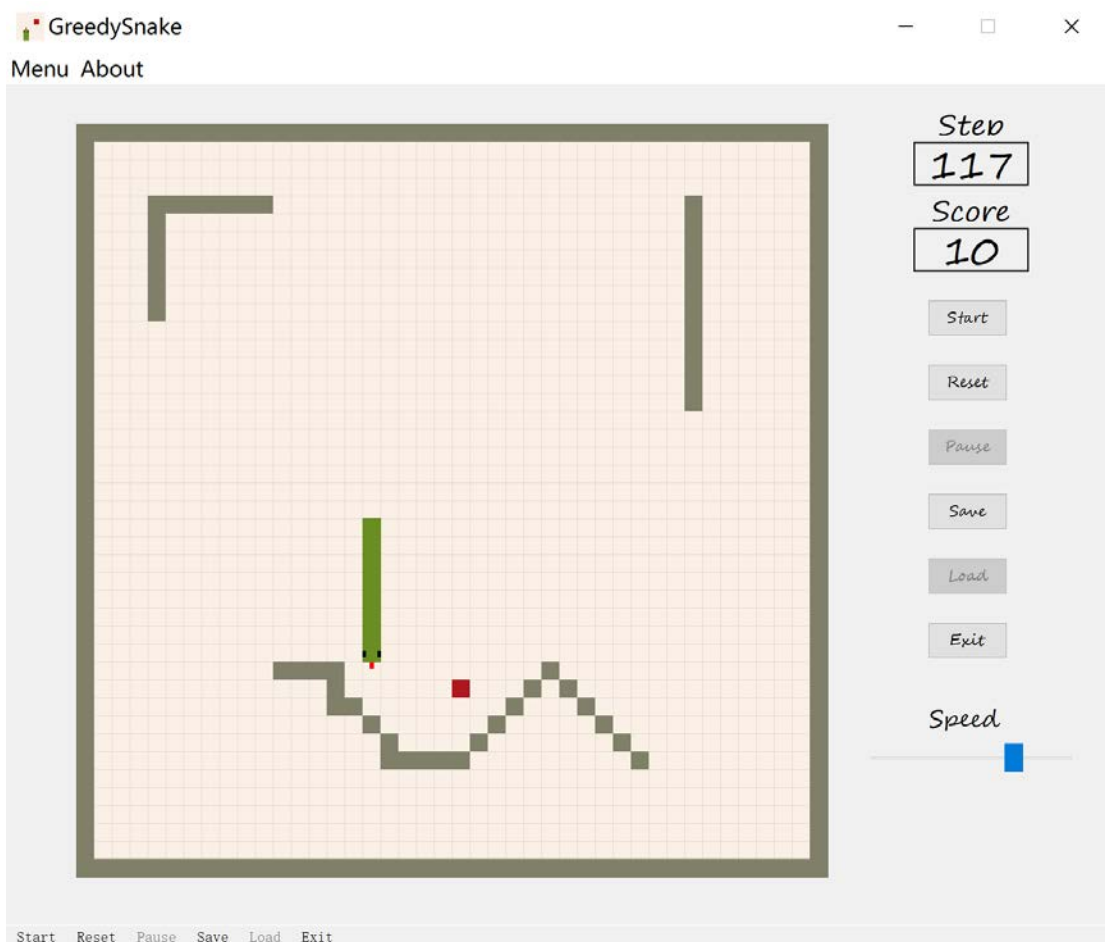 GreedySnake
Menu About
Step
117
Score
10
Start
Reset
Pause
Save
Load
Exit
Speed
Start Reset Pause Save Load Exit